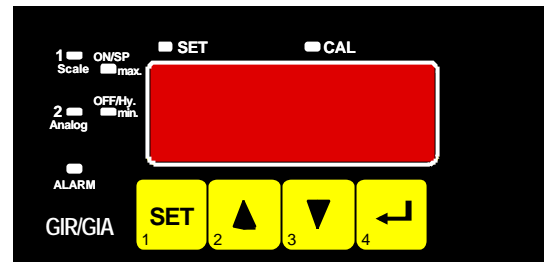 SET CAL
1 ON/SP
Scale max.
OFF/Hy.
2 min.
Analog
ALARM
GIR/GIA
SET
1 2 3 4